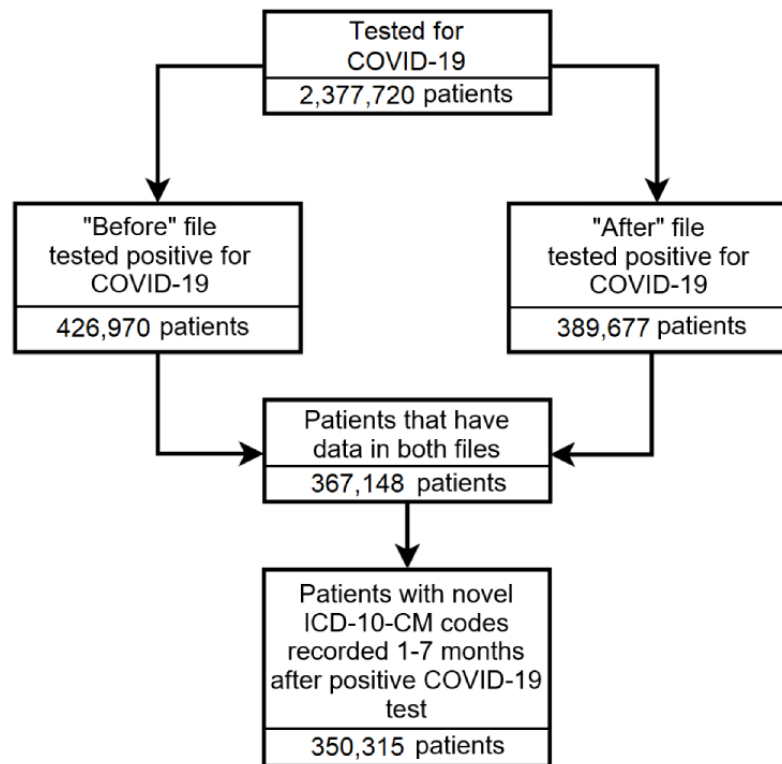 Tested for
COVID-19
2,377,720 patients
"Before" file
tested positive for
COVID-19
426,970 patients
"After" file
tested positive for
COVID-19
389,677 patients
Patients that have
data in both files
367,148 patients
Patients with novel
ICD-10-CM codes
recorded 1-7 months
after positive COVID-19
test
350,315 patients